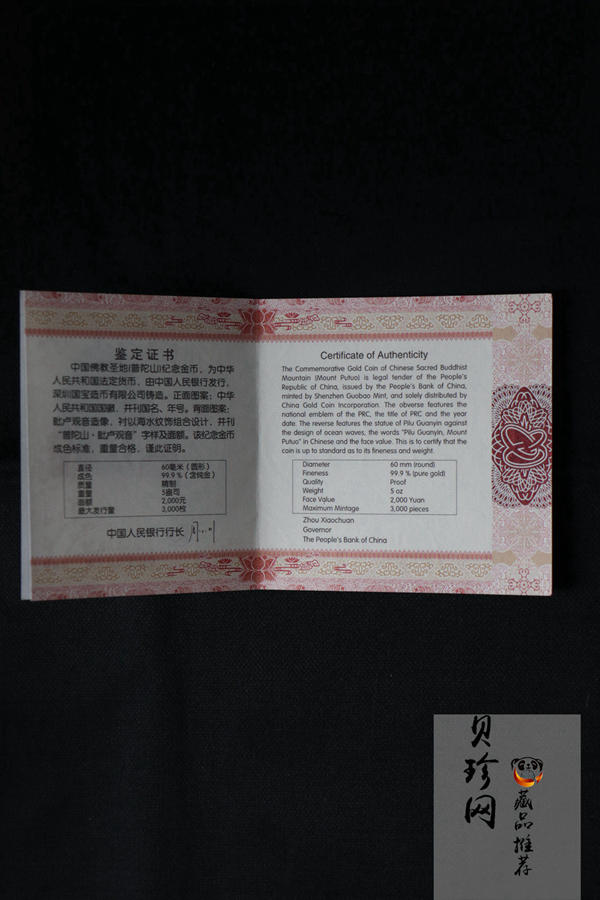 鉴定证书
中国佛教圣地(普陀山)纪念金币，为中华
人民共和国法定货币，由中国人民银行发行，
深圳国宝造币有限公司铸造。正面图案：中华
人民共和国国徽，并刊国名、年号。背面图案：
毗卢观音造像，衬以海水纹饰组合设计，并刊
“普陀山·毗卢观音”字样及面额。该纪念金币
成色标准，重量合格，谨此证明。
直径 60毫米（圆形）
成色 99.9％（含纯金）
质量 精制
重量 5盎司
面额 2,000元
最大发行量 3,000枚
中国人民银行行长
Certificate of Authenticity
The Commemorative Gold Coin of Chinese Sacred Buddhist
Mountain (Mount Putuo) is legal tender of the People's
Republic of China, issued by the People's Bank of China,
minted by Shenzhen Guobao Mint, and solely distributed by
China Gold Coin Incorporation. The obverse features the
national emblem of the PRC, the title of PRC and the year
date. The reverse features the statue of Pilu Guanyin against
the design of ocean waves, the words "Pilu Guanyin, Mount
Putuo" in Chinese and the face value. This is to certify that the
coin is up to standard as to its fineness and weight.
Diameter 60 mm (round)
Fineness 99.9 % (pure gold)
Quality Proof
Weight 5 oz
Face Value 2,000 Yuan
Maximum Mintage 3,000 pieces
Zhou Xiaochuan
Governor
The People's Bank of China
贝珍网
藏品推荐